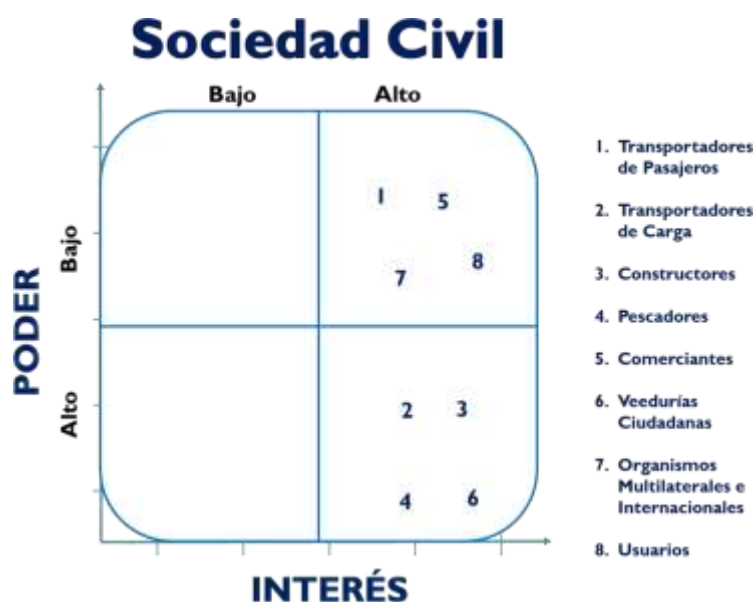 Sociedad Civil
Bajo Alto
PODER
Bajo
Alto
1 5
8
7
2 3
4 6
INTERÉS
1. Transportadores
de Pasajeros
2. Transportadores
de Carga
3. Constructores
4. Pescadores
5. Comerciantes
6. Veedurías
Ciudadanas
7. Organismos
Multilaterales e
Internacionales
8. Usuarios